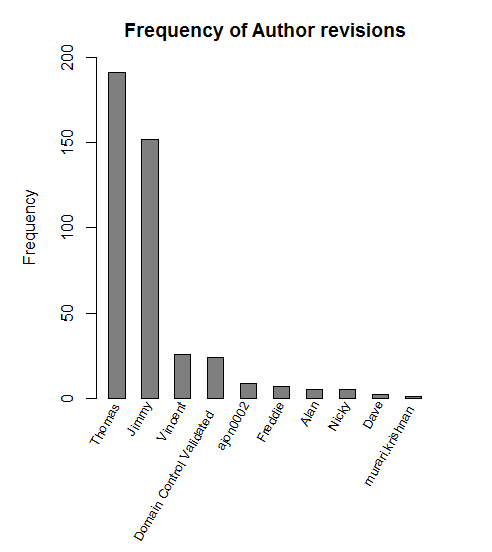 Frequency of Author revisions
Frequency
200
150
100
50
0
Thomas
Jimmy
Vincent
Domain Control Validated
ajon0002
Freddie
Alan
Nicky
Dave
murari.krishnan